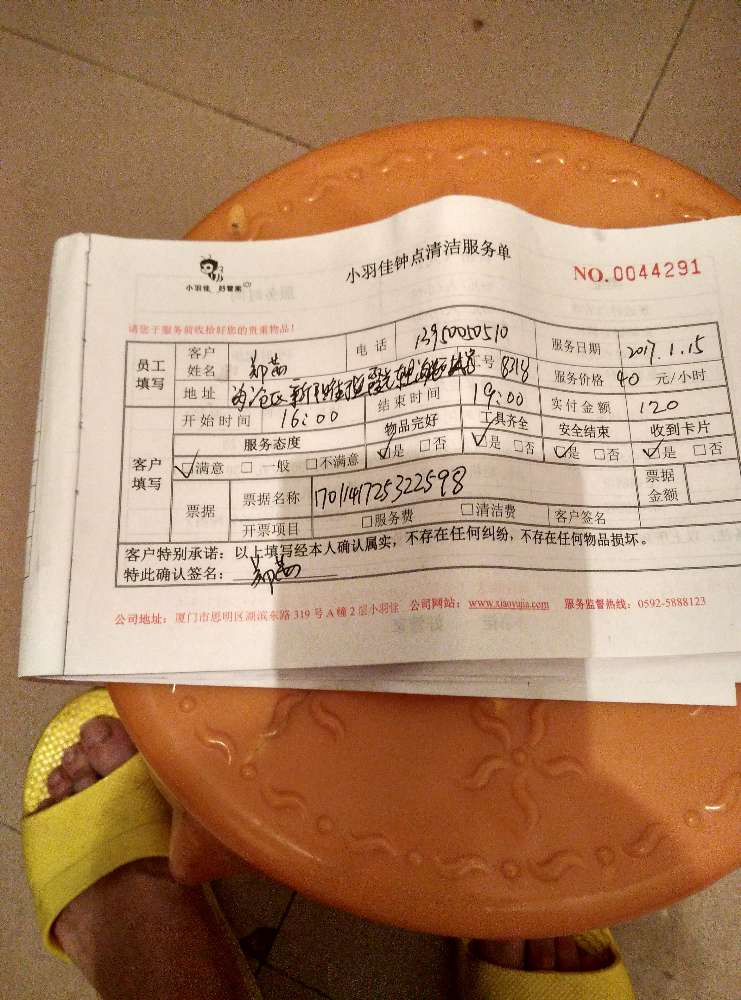 小羽佳 好管家
小羽佳钟点清洁服务单
NO.0044291
请您于服务前收拾好您的贵重物品!
员工填写 客户姓名 郑茜 电话 13950050510 服务日期 2017.1.15
地址 海沧区新阳 号 8318 服务价格 40 元/小时
开始时间 16:00 结束时间 19:00 实付金额 120
客户填写 服务态度 物品完好 工具齐全 安全结束 收到卡片
☑满意 □一般 □不满意 ☑是 □否 ☑是 □否 ☑是 □否 ☑是 □否
票据 票据名称 1701141725322598 票据金额
开票项目 □服务费 □清洁费 客户签名
客户特别承诺:以上填写经本人确认属实,不存在任何纠纷,不存在任何物品损坏。
特此确认签名: 郑茜
公司地址:厦门市思明区湖滨东路 319 号 A 幢 2 层小羽佳 公司网站:www.xiaoyujia.com 服务监督热线:0592-5888123